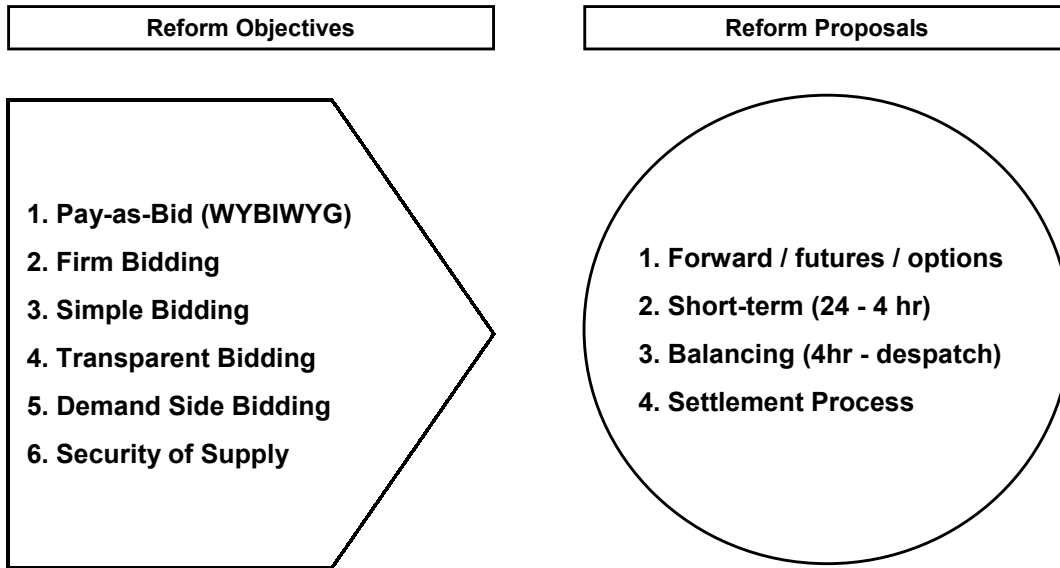 Reform Objectives
1. Pay-as-Bid (WYBIWYG)
2. Firm Bidding
3. Simple Bidding
4. Transparent Bidding
5. Demand Side Bidding
6. Security of Supply
Reform Proposals
1. Forward / futures / options
2. Short-term (24 - 4 hr)
3. Balancing (4hr - despatch)
4. Settlement Process